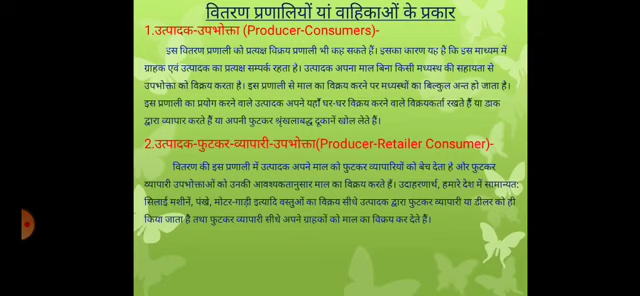 वितरण प्रणालियों यां वाहिकाओं के प्रकार
1.उत्पादक-उपभोक्ता (Producer-Consumers)-
इस वितरण प्रणाली को प्रत्यक्ष विक्रय प्रणाली भी कह सकते हैं। इसका कारण यह है कि इस माध्यम में
ग्राहक एवं उत्पादक का प्रत्यक्ष सम्पर्क रहता है। उत्पादक अपना माल बिना किसी मध्यस्थ की सहायता से
उपभोक्ता को विक्रय करता है। इस प्रणाली से माल का विक्रय करने पर मध्यस्थों का बिल्कुल अन्त हो जाता है।
इस प्रणाली का प्रयोग करने वाले उत्पादक अपने यहाँ घर-घर विक्रय करने वाले विक्रयकर्ता रखते हैं या डाक
द्वारा व्यापार करते हैं या अपनी फुटकर श्रृंखलाबद्ध दूकानें खोल लेते हैं।
2.उत्पादक-फुटकर-व्यापारी-उपभोक्ता(Producer-Retailer Consumer)-
वितरण की इस प्रणाली में उत्पादक अपने माल को फुटकर व्यापारियों को बेच देता हे और फुटकर
व्यापारी उपभोक्ताओं को उनकी आवश्यकतानुसार माल का विक्रय करते हैं। उदाहरणार्थ, हमारे देश में सामान्यत:
सिलाई मशीनें, पंखे, मोटर-गाड़ी इत्यादि वस्तुओं का विक्रय सीधे उत्पादक द्वारा फुटकर व्यापारी या डीलर को ही
किया जाता है तथा फुटकर व्यापारी सीधे अपने ग्राहकों को माल का विक्रय कर देते हैं।